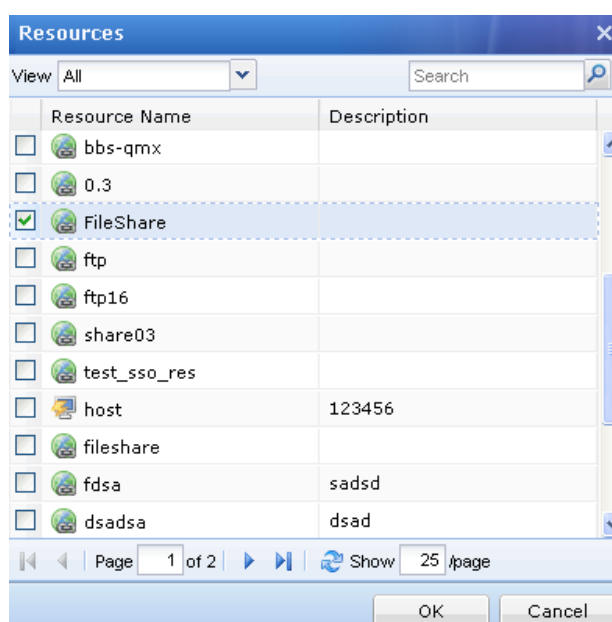 Resources
View All Search
Resource Name Description
bbs-qmx
0.3
FileShare
ftp
ftp16
share03
test_sso_res
host 123456
fileshare
fdsa sadsd
dsadsa dsad
Page 1 of 2 Show 25 /page
OK Cancel